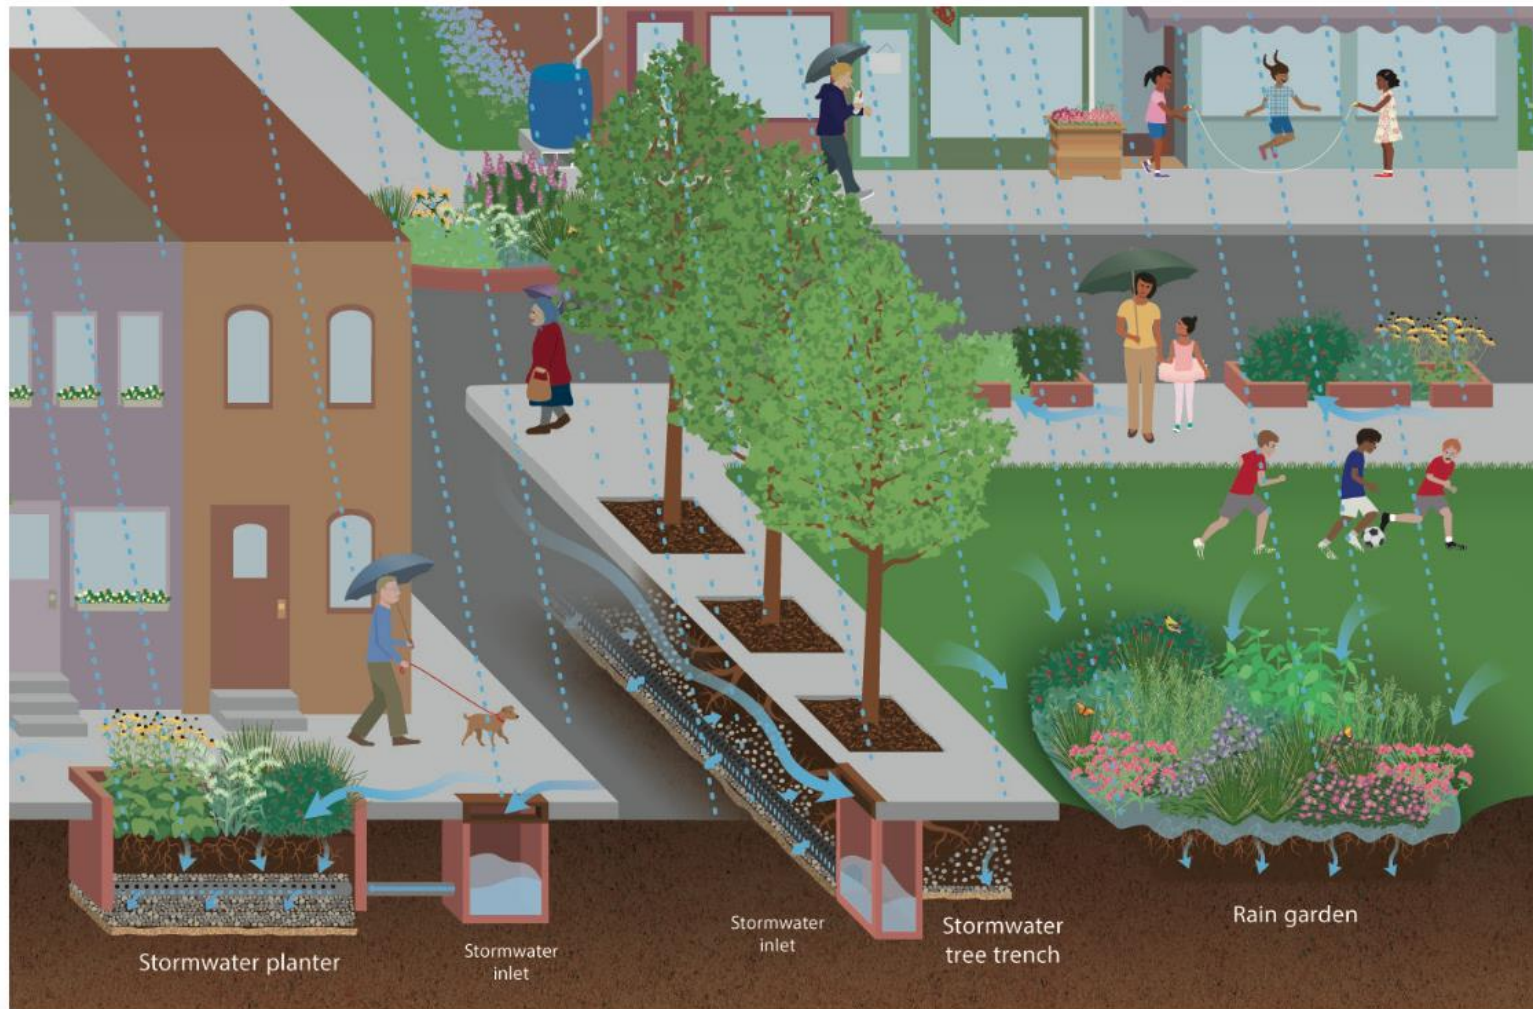 Stormwater planter
Stormwater
inlet
Stormwater
inlet
Stormwater
tree trench
Rain garden